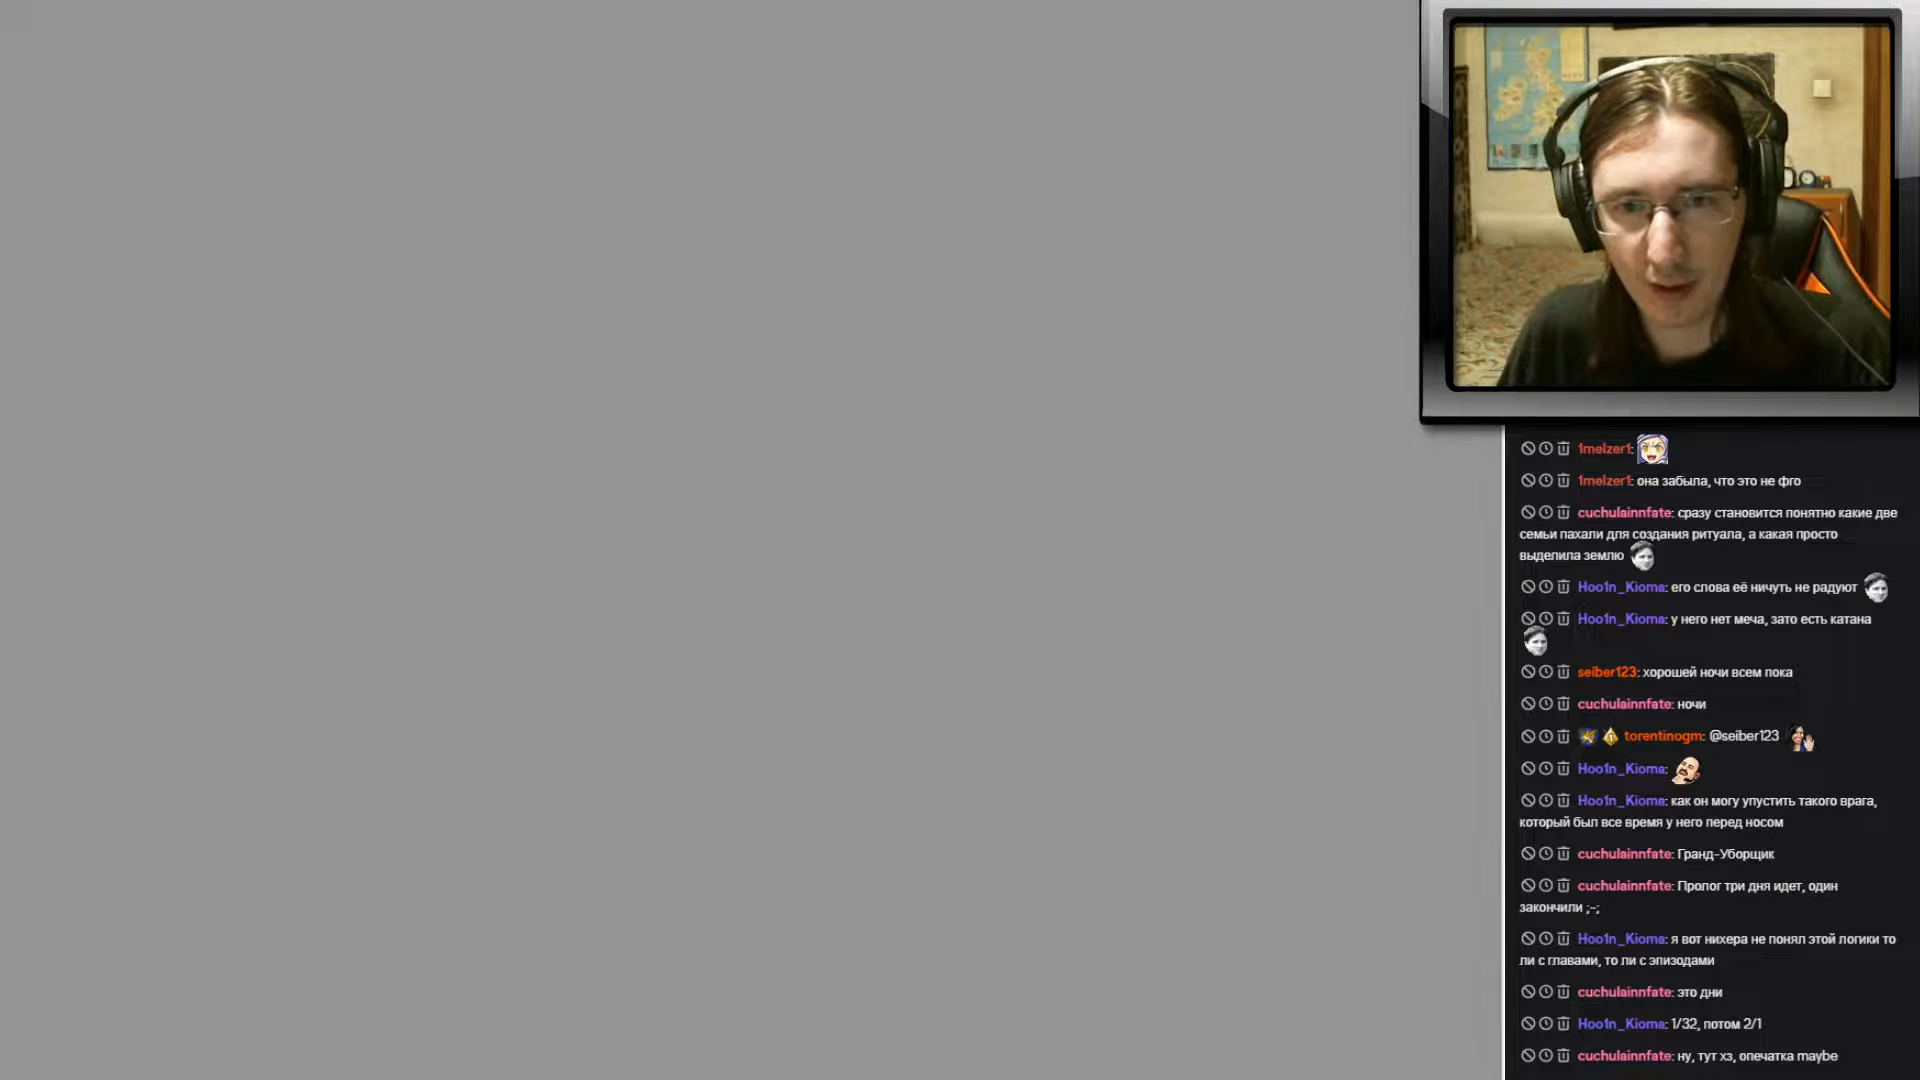 1melzer1:
1melzer1: она забыла, что это не фго
cuchulainnfate: сразу становится понятно какие две
семьи пахали для создания ритуала, а какая просто
выделила землю
Hoo1n_Kioma: его слова её ничуть не радуют
Hoo1n_Kioma: у него нет меча, зато есть катана
seiber123: хорошей ночи всем пока
cuchulainnfate: ночи
torentinogm: @seiber123
Hoo1n_Kioma:
Hoo1n_Kioma: как он могу упустить такого врага,
который был все время у него перед носом
cuchulainnfate: Гранд-Уборщик
cuchulainnfate: Пролог три дня идет, один
закончили ;-;
Hoo1n_Kioma: я вот нихера не понял этой логики то
ли с главами, то ли с эпизодами
cuchulainnfate: это дни
Hoo1n_Kioma: 1/32, потом 2/1
cuchulainnfate: ну, тут хз, опечатка maybe